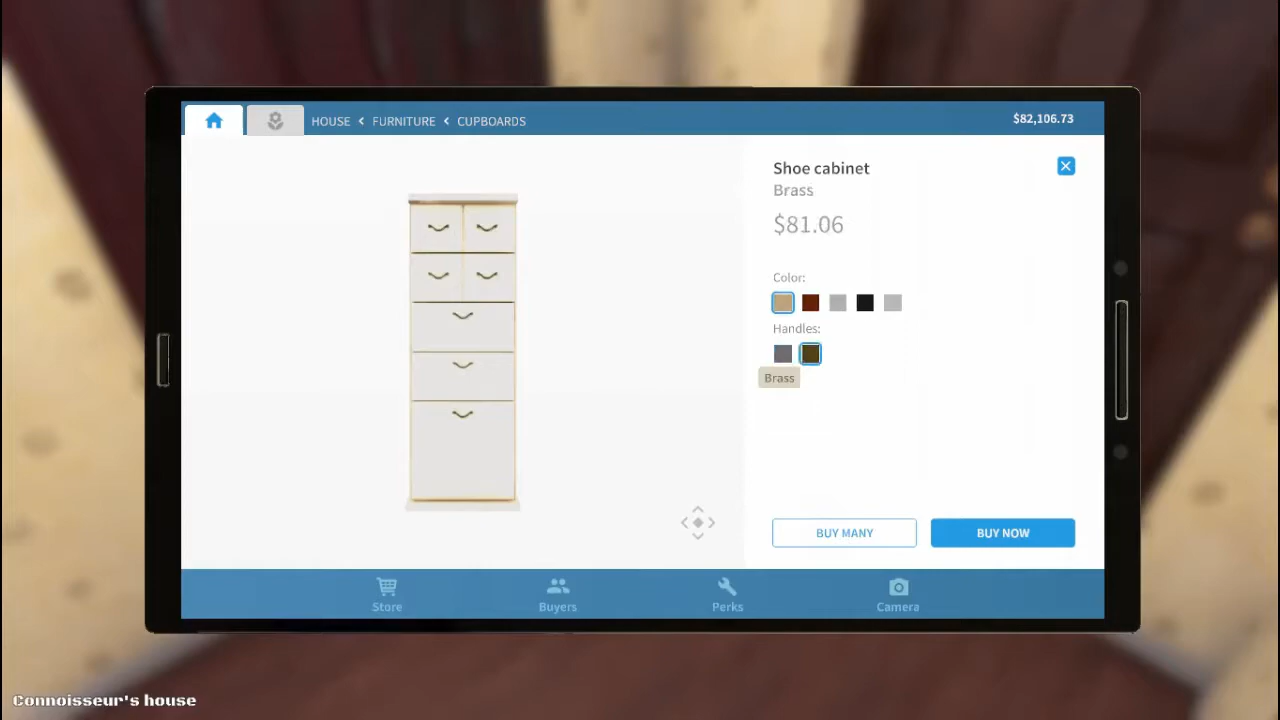 HOUSE < FURNITURE < CUPBOARDS
$82,106.73
Shoe cabinet
Brass
$81.06
Color:
Handles:
Brass
BUY MANY
BUY NOW
Store
Buyers
Perks
Camera
Connoisseur's house